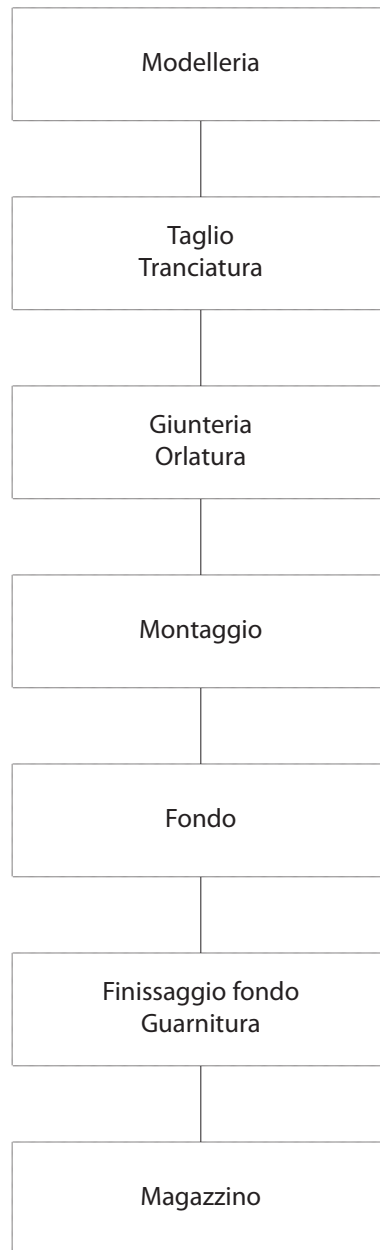 Modelleria
Taglio
Tranciatura
Giunteria
Orlatura
Montaggio
Fondo
Finissaggio fondo
Guarnitura
Magazzino